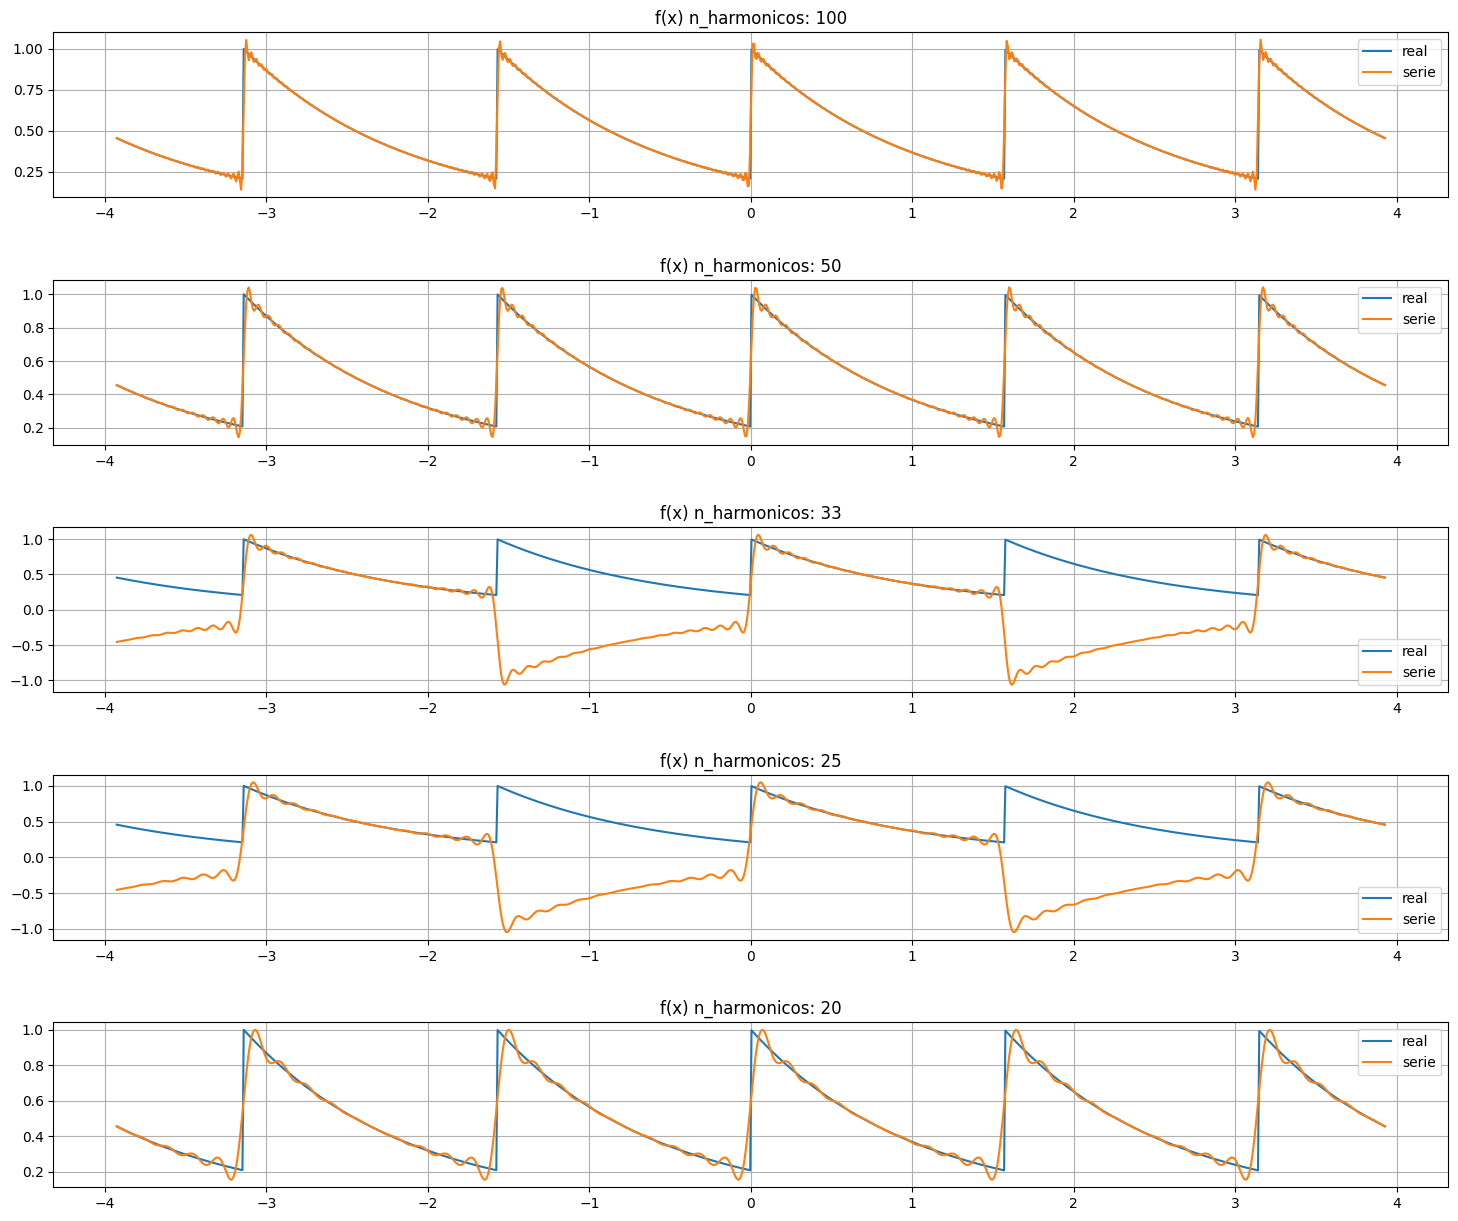 f(x) n_harmonicos: 100
1.00
real
serie
0.75
0.50
0.25
−4 −3 −2 −1 0 1 2 3 4
f(x) n_harmonicos: 50
1.0
real
serie
0.8
0.6
0.4
0.2
−4 −3 −2 −1 0 1 2 3 4
f(x) n_harmonicos: 33
1.0
0.5
0.0
−0.5
real
serie
−1.0
−4 −3 −2 −1 0 1 2 3 4
f(x) n_harmonicos: 25
1.0
0.5
0.0
−0.5
real
serie
−1.0
−4 −3 −2 −1 0 1 2 3 4
f(x) n_harmonicos: 20
1.0
real
serie
0.8
0.6
0.4
0.2
−4 −3 −2 −1 0 1 2 3 4